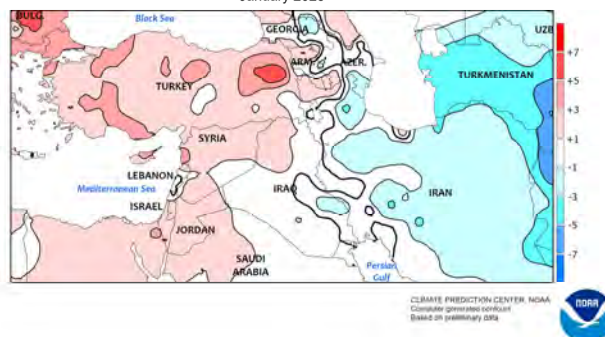 BULG.
Black Sea
GEORGIA
UZB
ARM.
AZER.
TURKMENISTAN
TURKEY
SYRIA
LEBANON
Mediterranean Sea
IRAQ
IRAN
ISRAEL
JORDAN
SAUDI
ARABIA
Persian
Gulf
+7
+5
+3
+1
-1
-3
-5
-7
CLIMATE PREDICTION CENTER, NOAA
Computer generated contours
Based on preliminary data
NOAA